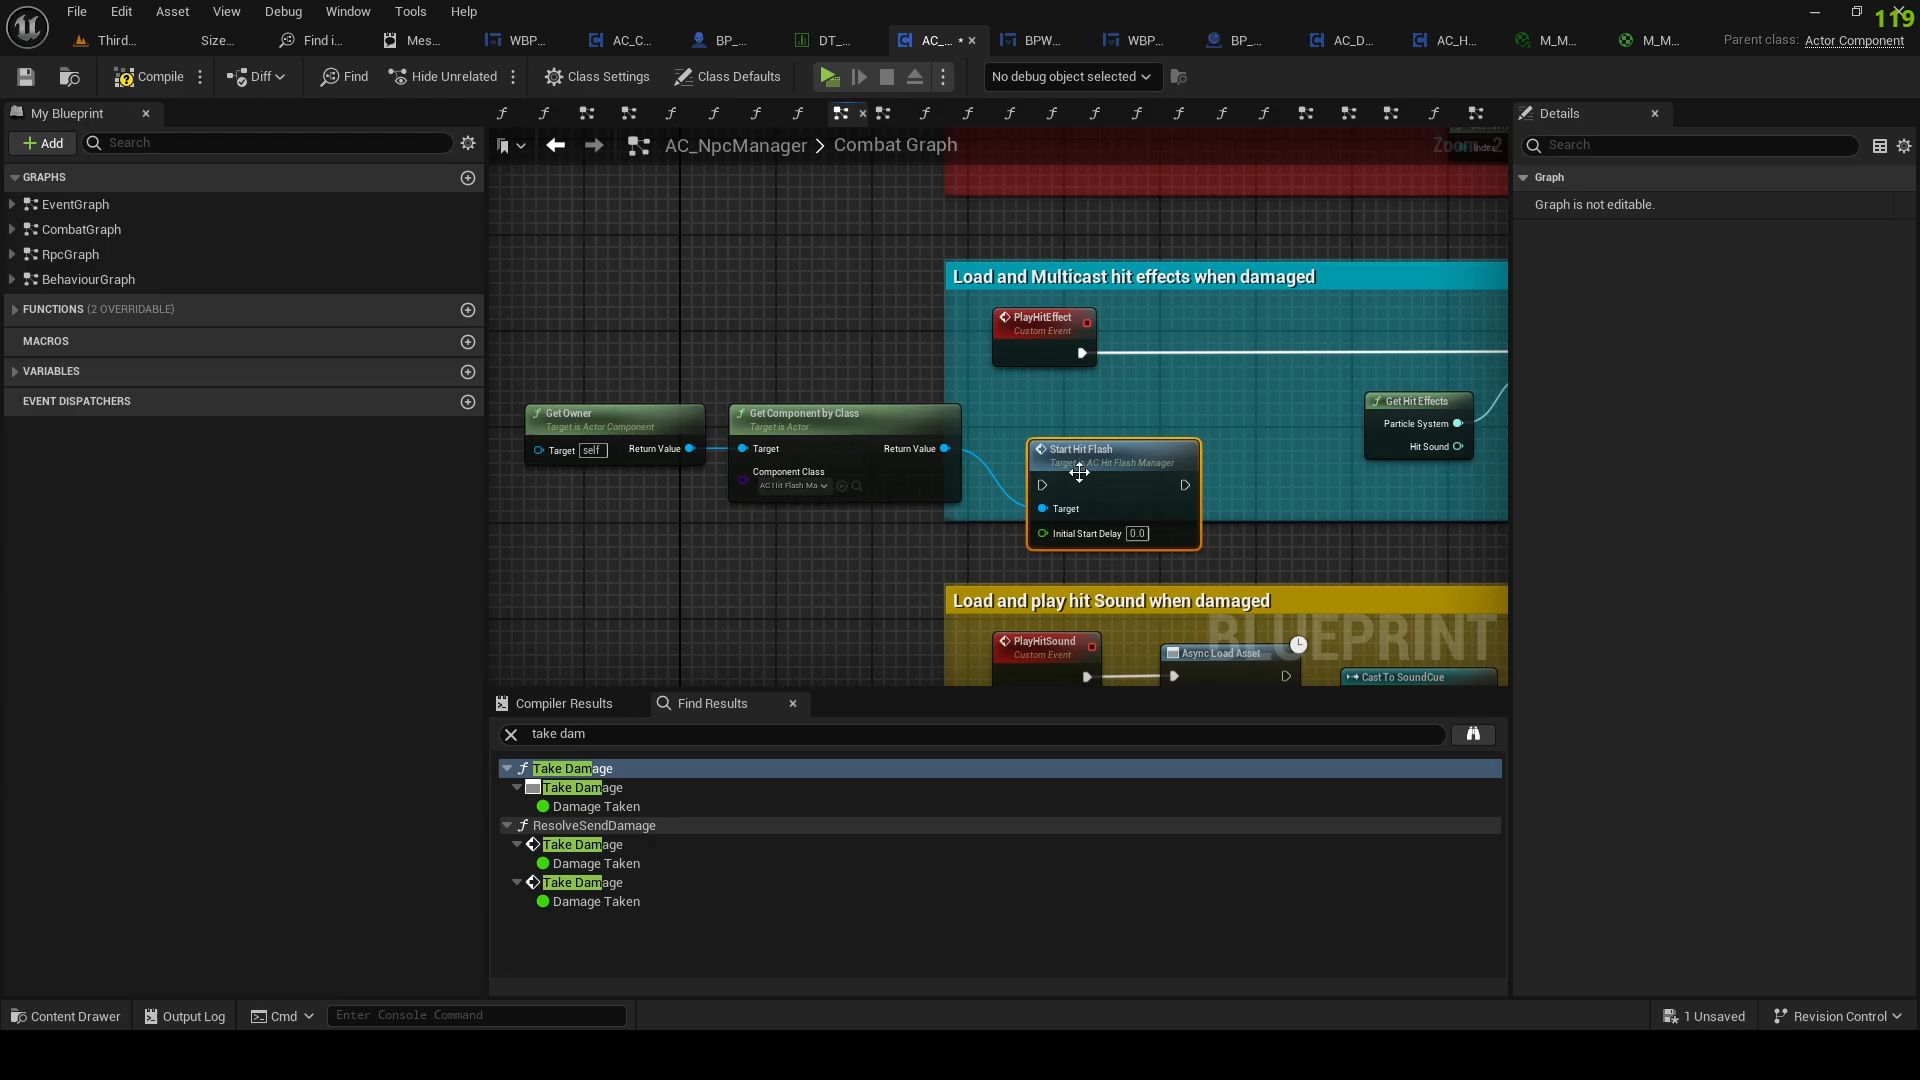 File Edit Asset View Debug Window Tools Help
119
Third... Size... Find i... Mes... WBP... AC_C... BP_... DT_... AC_... • BPW... WBP... BP_... AC_D... AC_H... M_M... M_M... Parent class: Actor Component
Compile Diff Find Hide Unrelated Class Settings Class Defaults No debug object selected
My Blueprint
Details
Add Search
AC_NpcManager > Combat Graph
Search
GRAPHS
Graph
EventGraph
Graph is not editable.
CombatGraph
RpcGraph
BehaviourGraph
FUNCTIONS (2 OVERRIDABLE)
MACROS
VARIABLES
EVENT DISPATCHERS
Index
Load and Multicast hit effects when damaged
PlayHitEffect
Custom Event
Get Owner
Target is Actor Component
Target self Return Value
Get Component by Class
Target is Actor
Target Return Value
Component Class
AC Hit Flash Ma
Start Hit Flash
Target is AC Hit Flash Manager
Target
Initial Start Delay 0.0
Get Hit Effects
Particle System
Hit Sound
Load and play hit Sound when damaged
BLUEPRINT
PlayHitSound
Custom Event
Async Load Asset
Cast To SoundCue
Compiler Results Find Results
take dam
Take Damage
Take Damage
Damage Taken
ResolveSendDamage
Take Damage
Damage Taken
Take Damage
Damage Taken
Content Drawer Output Log Cmd Enter Console Command 1 Unsaved Revision Control